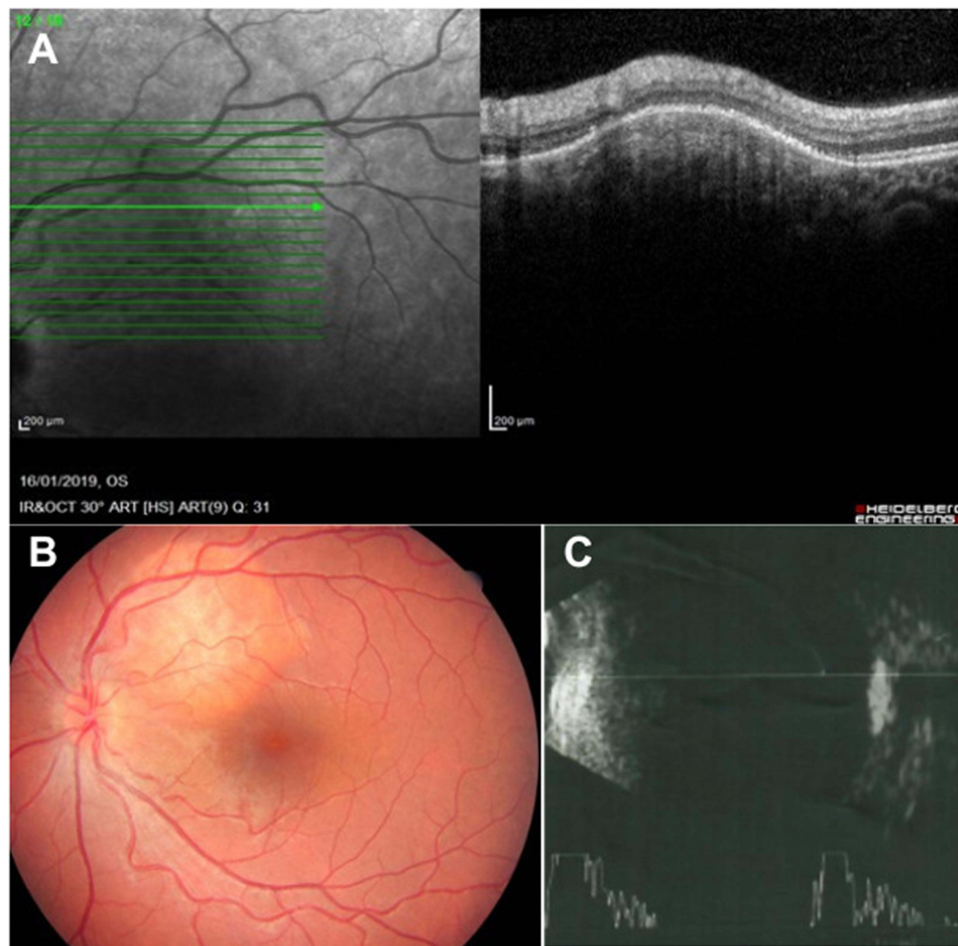 12 / 18
A
200 µm
200 µm
16/01/2019, OS
IR&OCT 30° ART [HS] ART(9) Q: 31
HEIDELBERG
ENGINEERING
B
C